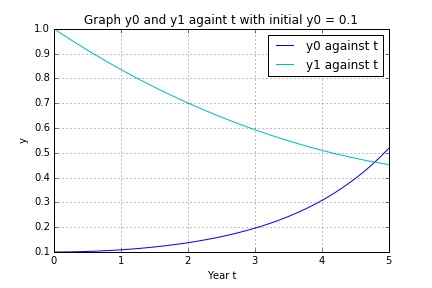 Graph y0 and y1 againt t with initial y0 = 0.1
y0 against t
y1 against t
1.0
0.9
0.8
0.7
0.6
0.5
0.4
0.3
0.2
0.1
y
0 1 2 3 4 5
Year t